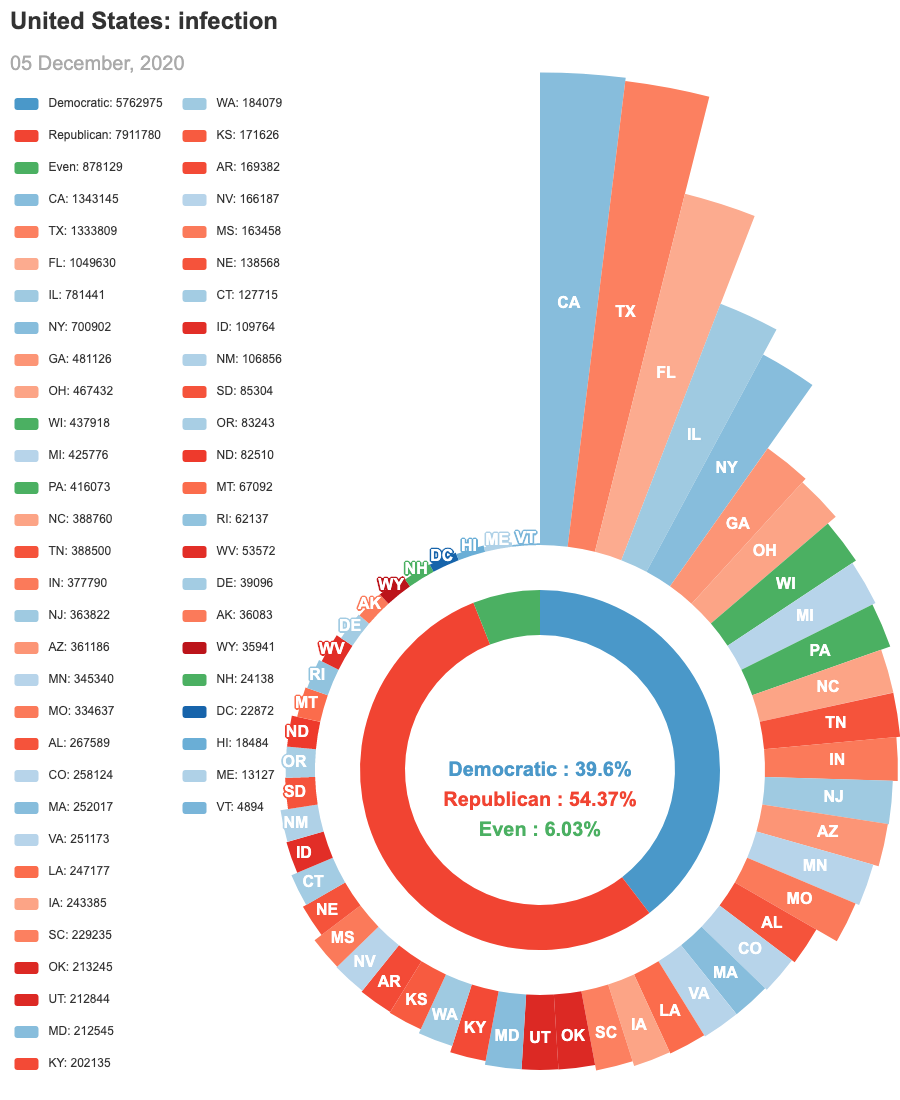 United States: infection
05 December, 2020
Democratic: 5762975
Republican: 7911780
Even: 878129
CA: 1343145
TX: 1333809
FL: 1049630
IL: 781441
NY: 700902
GA: 481126
OH: 467432
WI: 437918
MI: 425776
PA: 416073
NC: 388760
TN: 388500
IN: 377790
NJ: 363822
AZ: 361186
MN: 345340
MO: 334637
AL: 267589
CO: 258124
MA: 252017
VA: 251173
LA: 247177
IA: 243385
SC: 229235
OK: 213245
UT: 212844
MD: 212545
KY: 202135
WA: 184079
KS: 171626
AR: 169382
NV: 166187
MS: 163458
NE: 138568
CT: 127715
ID: 109764
NM: 106856
SD: 85304
OR: 83243
ND: 82510
MT: 67092
RI: 62137
WV: 53572
DE: 39096
AK: 36083
WY: 35941
NH: 24138
DC: 22872
HI: 18484
ME: 13127
VT: 4894
CA
TX
FL
IL
NY
GA
OH
WI
MI
PA
NC
TN
IN
NJ
AZ
MN
MO
AL
CO
MA
VA
LA
IA
SC
OK
UT
MD
KY
WA
KS
AR
NV
MS
NE
CT
ID
NM
SD
OR
ND
MT
RI
WV
DE
AK
WY
NH
DC
HI
ME
VT
Democratic : 39.6%
Republican : 54.37%
Even : 6.03%